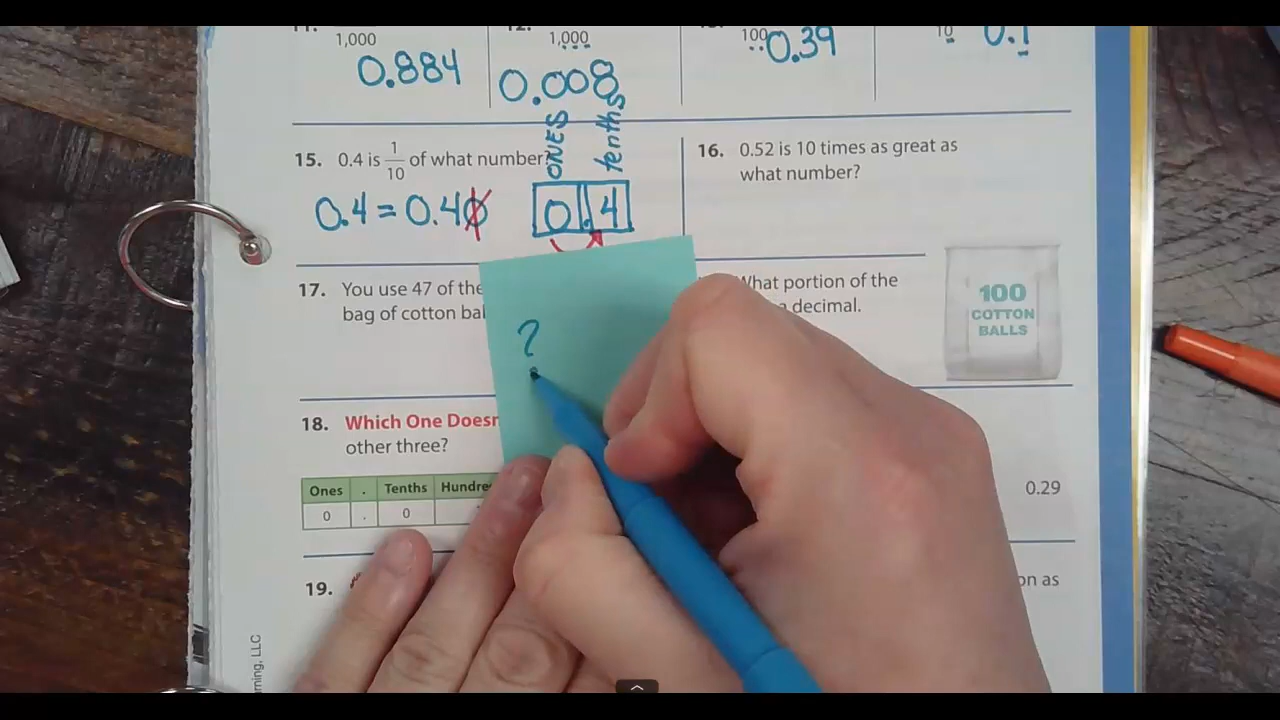 1,000
1,000
100
10
0.884
0.008
0.39
0.1
15. 0.4 is 1/10 of what number?
ONES
tenths
0.4 = 0.40
0.4
16. 0.52 is 10 times as great as
what number?
17. You use 47 of the
What portion of the
bag of cotton bal
decimal.
100
COTTON
BALLS
?
18. Which One Doesn
other three?
Ones . Tenths Hundre
0 . 0
0.29
19.
on as
rning, LLC